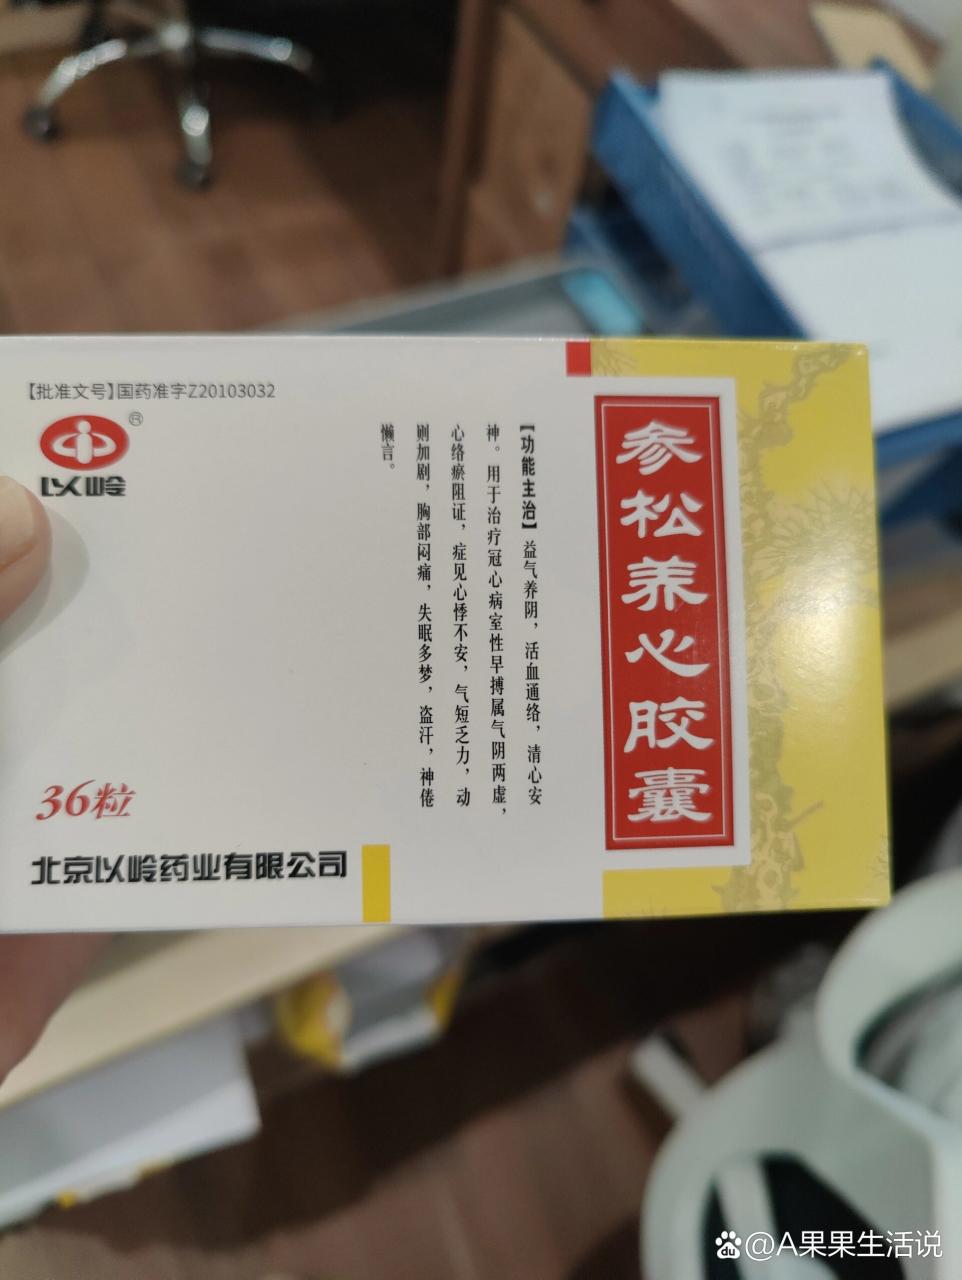 【批准文号】国药准字Z20103032
®
以岭
参松养心胶囊
【功能主治】益气养阴，活血通络，清心安
神。用于治疗冠心病室性早搏属气阴两虚，
心络瘀阻证，症见心悸不安，气短乏力，动
则加剧，胸部闷痛，失眠多梦，盗汗，神倦
懒言。
36粒
北京以岭药业有限公司
du @A果果生活说